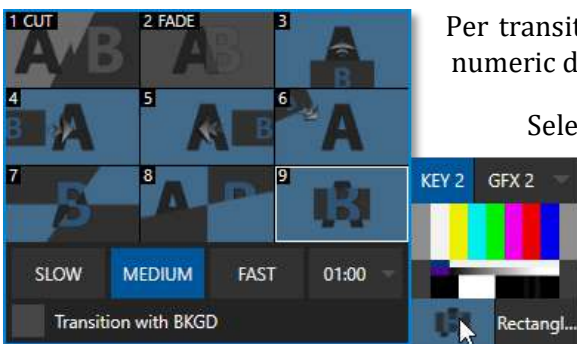 1 CUT
2 FADE
3
Per transit
numeric d
4
5
6
Sele
7
8
9
KEY 2 GFX 2
SLOW MEDIUM FAST 01:00
Transition with BKGD
Rectangl...